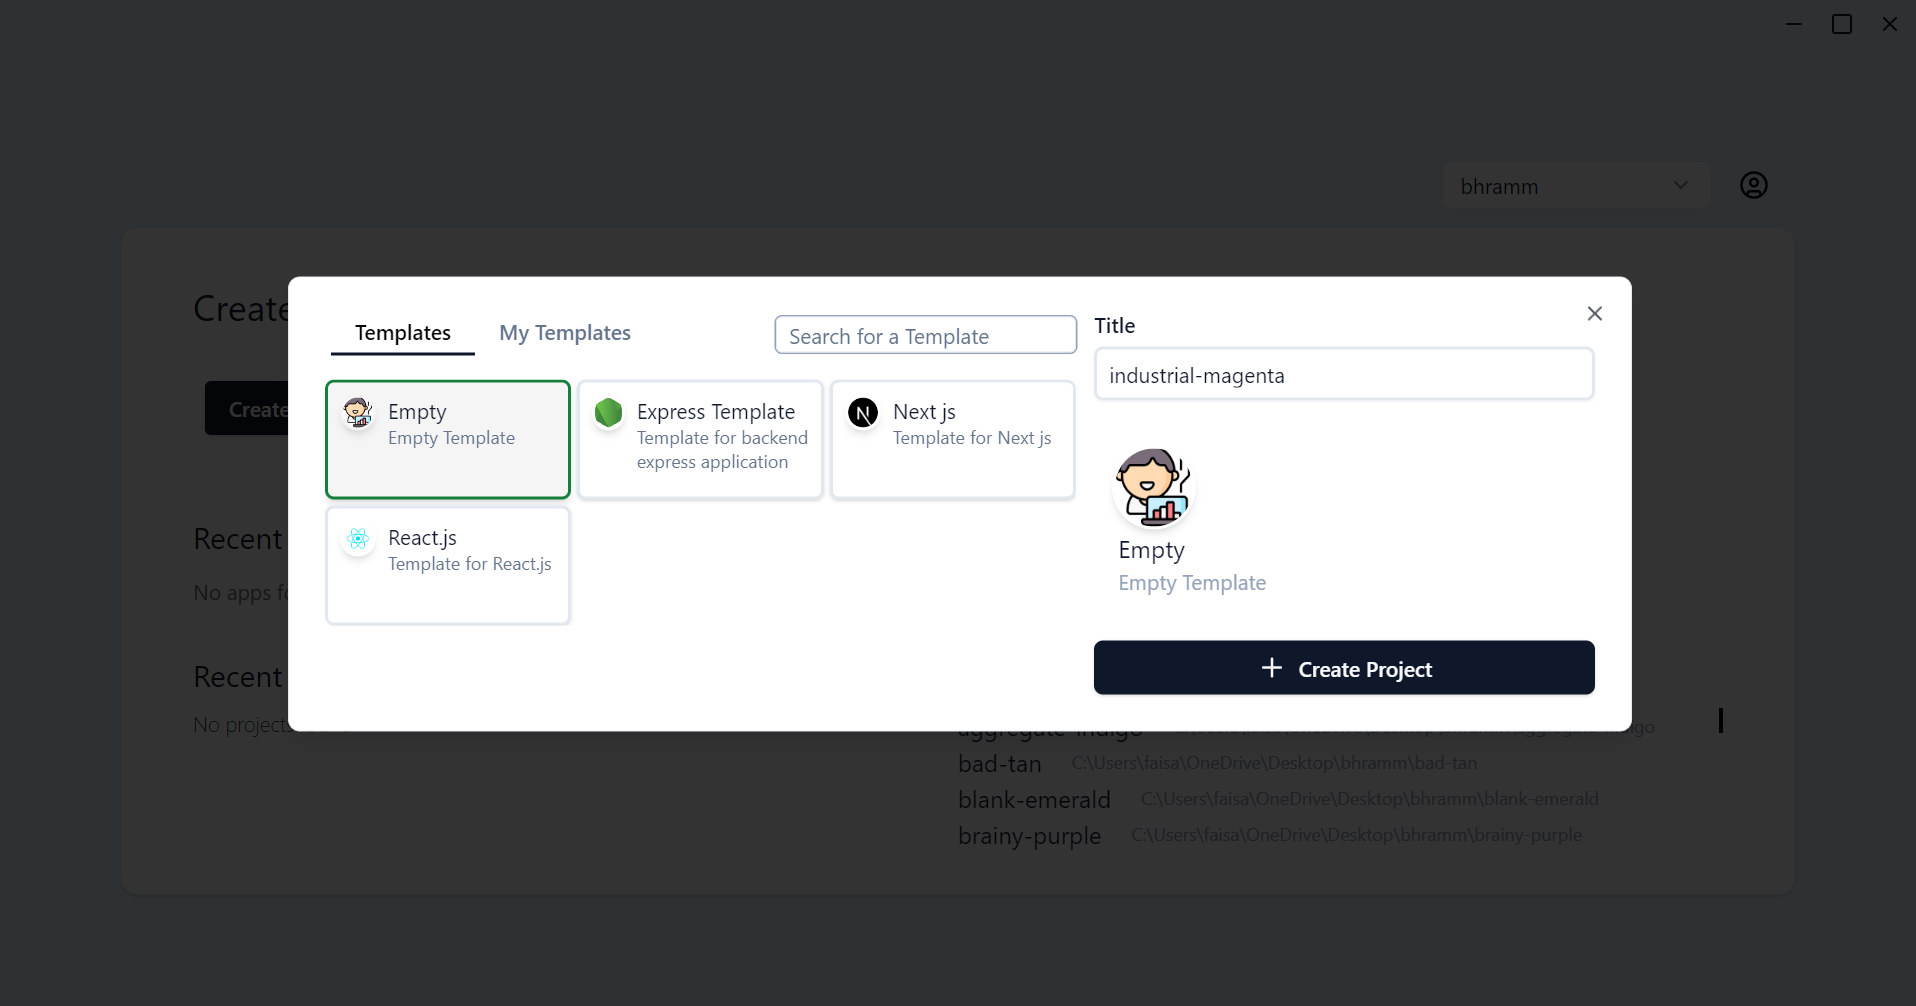 bhramm
Create
Create
Recent
No apps
Recent
No projects
Templates
My Templates
Search for a Template
Empty
Empty Template
Express Template
Template for backend
express application
Next js
Template for Next js
React.js
Template for React.js
Title
industrial-magenta
Empty
Empty Template
Create Project
aggregate-indigo
bad-tan C:\Users\faisa\OneDrive\Desktop\bhramm\bad-tan
blank-emerald C:\Users\faisa\OneDrive\Desktop\bhramm\blank-emerald
brainy-purple C:\Users\faisa\OneDrive\Desktop\bhramm\brainy-purple